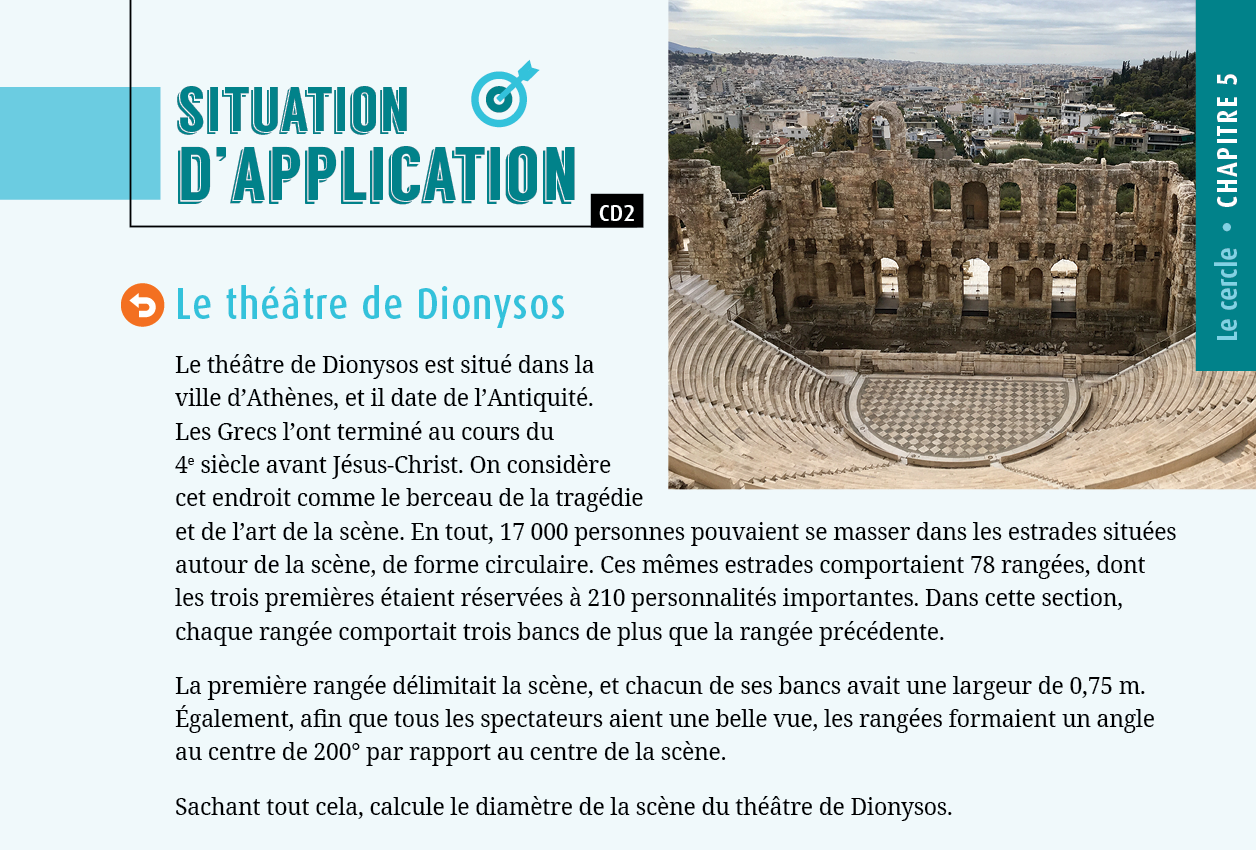 SITUATION
D’APPLICATION
CD2
Le théâtre de Dionysos
Le théâtre de Dionysos est situé dans la
ville d’Athènes, et il date de l’Antiquité.
Les Grecs l’ont terminé au cours du
4e siècle avant Jésus-Christ. On considère
cet endroit comme le berceau de la tragédie
et de l’art de la scène. En tout, 17 000 personnes pouvaient se masser dans les estrades situées
autour de la scène, de forme circulaire. Ces mêmes estrades comportaient 78 rangées, dont
les trois premières étaient réservées à 210 personnalités importantes. Dans cette section,
chaque rangée comportait trois bancs de plus que la rangée précédente.
La première rangée délimitait la scène, et chacun de ses bancs avait une largeur de 0,75 m.
Également, afin que tous les spectateurs aient une belle vue, les rangées formaient un angle
au centre de 200° par rapport au centre de la scène.
Sachant tout cela, calcule le diamètre de la scène du théâtre de Dionysos.
Le cercle • CHAPITRE 5